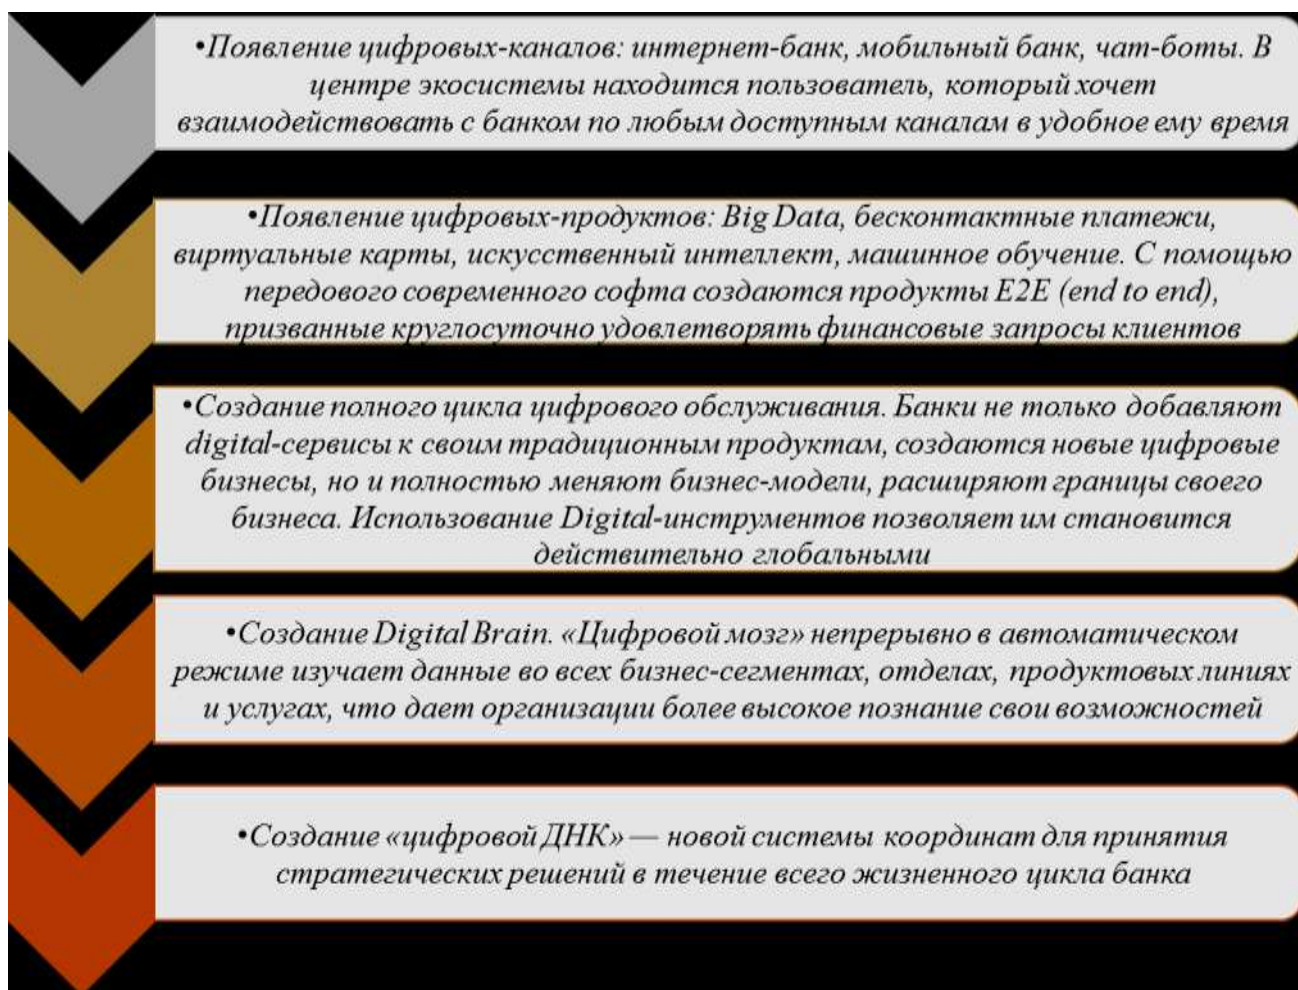 •Появление цифровых-каналов: интернет-банк, мобильный банк, чат-боты. В
центре экосистемы находится пользователь, который хочет
взаимодействовать с банком по любым доступным каналам в удобное ему время
•Появление цифровых-продуктов: Big Data, бесконтактные платежи,
виртуальные карты, искусственный интеллект, машинное обучение. С помощью
передового современного софта создаются продукты E2E (end to end),
призванные круглосуточно удовлетворять финансовые запросы клиентов
•Создание полного цикла цифрового обслуживания. Банки не только добавляют
digital-сервисы к своим традиционным продуктам, создаются новые цифровые
бизнесы, но и полностью меняют бизнес-модели, расширяют границы своего
бизнеса. Использование Digital-инструментов позволяет им становится
действительно глобальными
•Создание Digital Brain. «Цифровой мозг» непрерывно в автоматическом
режиме изучает данные во всех бизнес-сегментах, отделах, продуктовых линиях
и услугах, что дает организации более высокое познание свои возможностей
•Создание «цифровой ДНК» — новой системы координат для принятия
стратегических решений в течение всего жизненного цикла банка